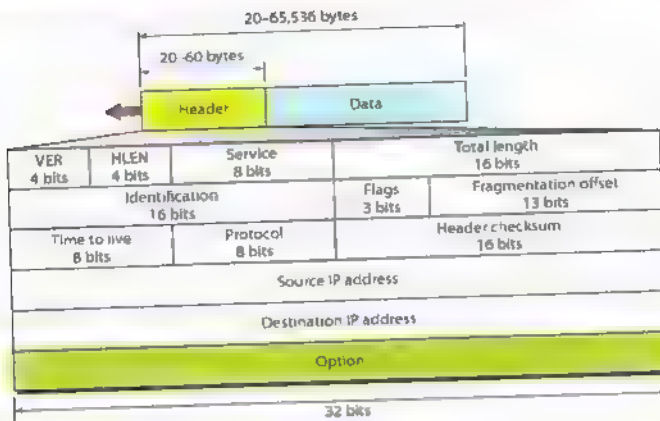 20–65,536 bytes
20–60 bytes
Header Data
VER 4 bits
HLEN 4 bits
Service 8 bits
Total length 16 bits
Identification 16 bits
Flags 3 bits
Fragmentation offset 13 bits
Time to live 8 bits
Protocol 8 bits
Header checksum 16 bits
Source IP address
Destination IP address
Option
32 bits